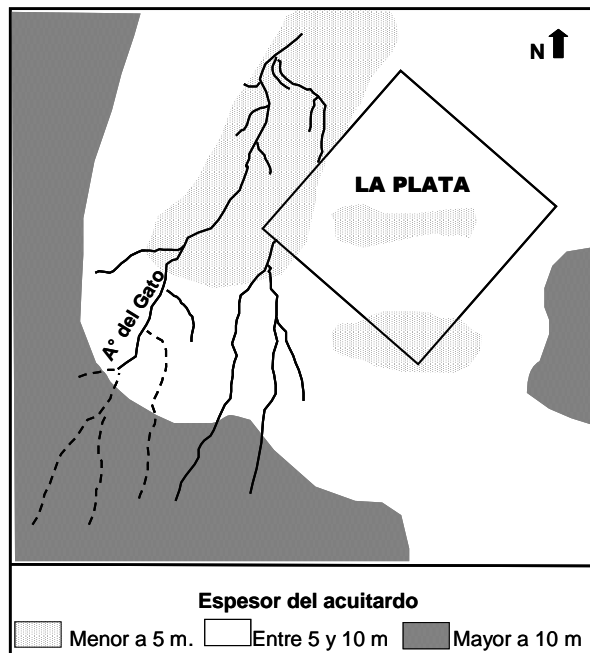 N
LA PLATA
A° del Gato
Espesor del acuitardo
Menor a 5 m. Entre 5 y 10 m Mayor a 10 m